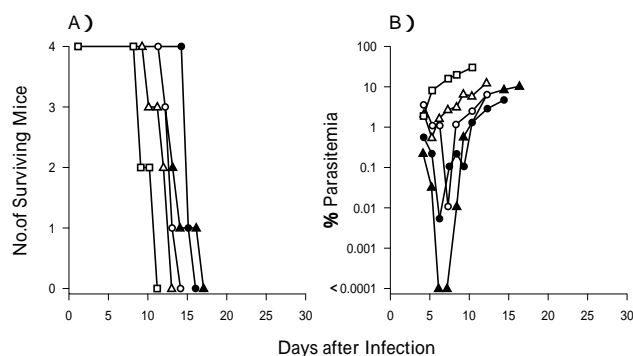 A)
B)
4
3
2
1
0
No.of Surviving Mice
0 5 10 15 20 25 30
100
10
1
0.1
0.01
0.001
<0.0001
% Parasitemia
0 5 10 15 20 25 30
Days after Infection